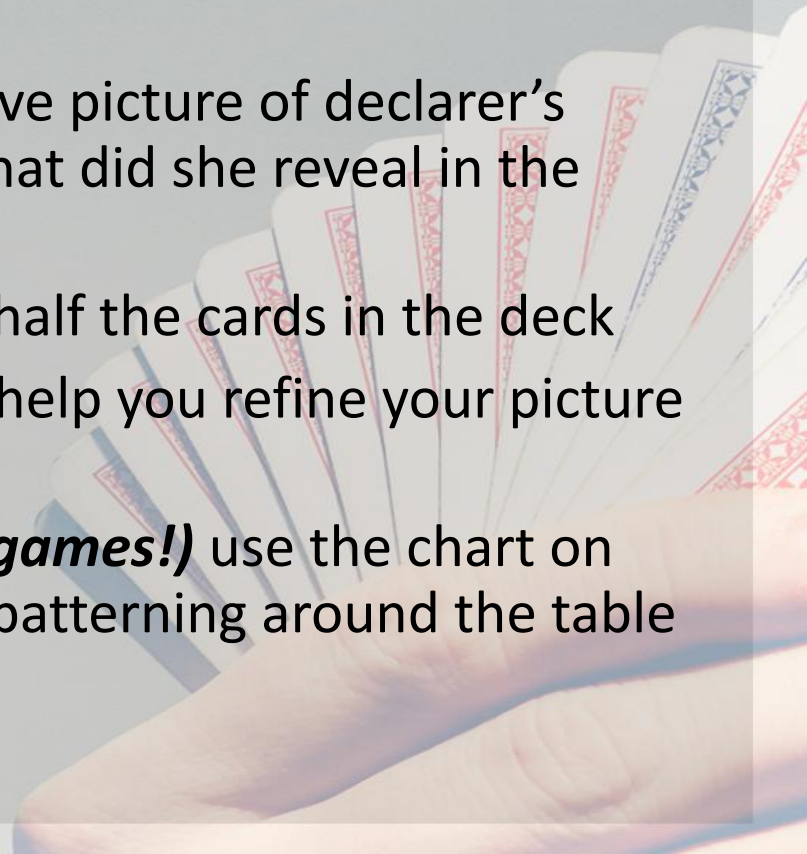 ve picture of declarer’s
hat did she reveal in the
half the cards in the deck
help you refine your picture
games!) use the chart on
patterning around the table